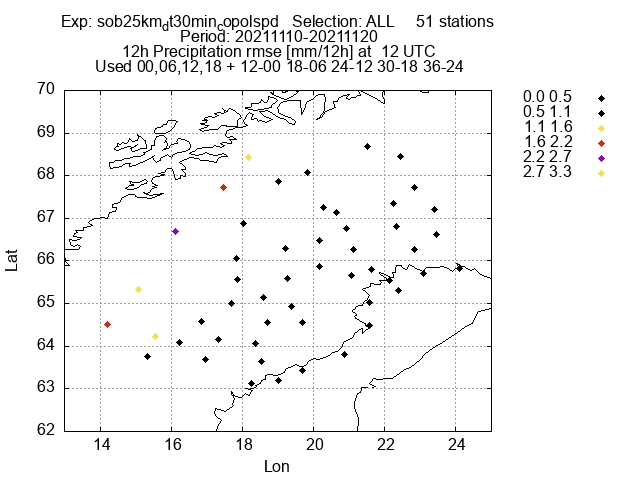 Exp: sob25km_dt30min_copolspd   Selection: ALL     51 stations
Period: 20211110-20211120
12h Precipitation rmse [mm/12h] at  12 UTC
Used 00,06,12,18 + 12-00 18-06 24-12 30-18 36-24
0.0 0.5
0.5 1.1
1.1 1.6
1.6 2.2
2.2 2.7
2.7 3.3
70
69
68
67
66
65
64
63
62
Lat
14 16 18 20 22 24
Lon